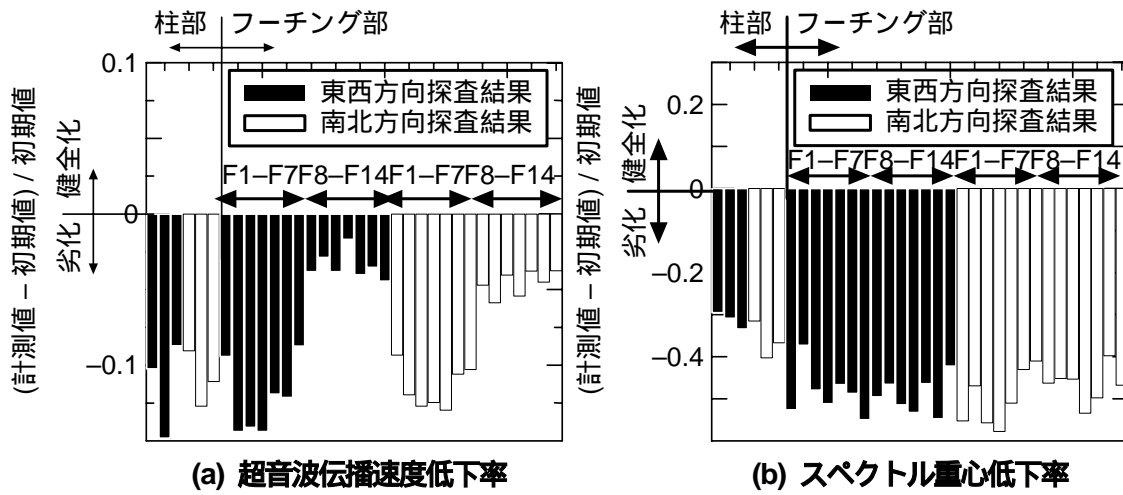 柱部 フーチング部
(計測値 − 初期値) / 初期値
劣化 健全化
0.1
0
−0.1
東西方向探査結果
南北方向探査結果
F1−F7 F8−F14 F1−F7 F8−F14
(a) 超音波伝播速度低下率
柱部 フーチング部
(計測値 − 初期値) / 初期値
劣化 健全化
0.2
0
−0.2
−0.4
東西方向探査結果
南北方向探査結果
F1−F7 F8−F14 F1−F7 F8−F14
(b) スペクトル重心低下率